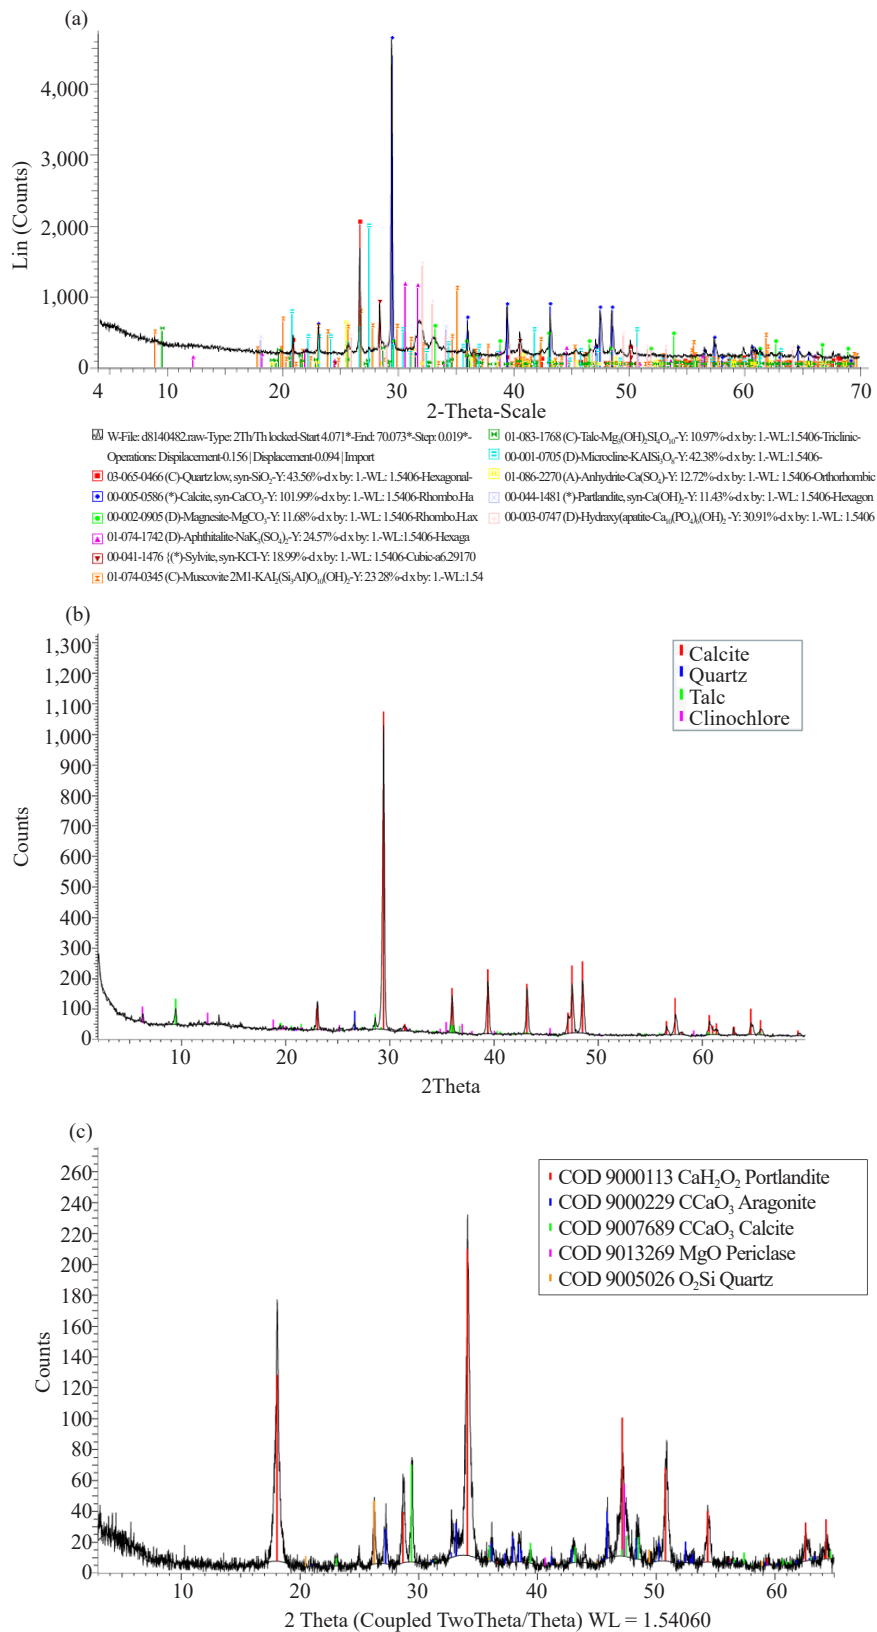 (a)
Lin (Counts)
4,000
3,000
2,000
1,000
0
4 10 20 30 40 50 60 70
2-Theta-Scale
W-File: d8140482.raw-Type: 2Th/Th locked-Start 4.071*-End: 70.073*-Step: 0.019*-
Operations: Dispilacement-0.156 | Displacement-0.094 | Import
03-065-0466 (C)-Quartz low, syn-SiO₂-Y: 43.56%-d x by: 1.-WL: 1.5406-Hexagonal-
00-005-0586 (*)-Calcite, syn-CaCO₃-Y: 101.99%-d x by: 1.-WL: 1.5406-Rhombo.Ha
00-002-0905 (D)-Magnesite-MgCO₃-Y: 11.68%-d x by: 1.-WL: 1.5406-Rhombo.H.ax
01-074-1742 (D)-Aphthitalite-NaK₃(SO₄)₂-Y: 24.57%-d x by: 1.-WL:1.5406-Hexaga
00-041-1476 {(*)-Sylvite, syn-KCl-Y: 18.99%-d x by: 1.-WL: 1.5406-Cubic-a6.29170
01-074-0345 (C)-Muscovite 2M1-KAl₂(Si₃Al)O₁₀(OH)₂-Y: 23 28%-d x by: 1.-WL:1.54
01-083-1768 (C)-Talc-Mg₃(OH)₂Si₄O₁₀-Y: 10.97%-d x by: 1.-WL:1.5406-Triclinic-
00-001-0705 (D)-Microcline-KAlSi₃O₈-Y: 42.38%-d x by: 1.-WL:1.5406-
01-086-2270 (A)-Anhydrite-Ca(SO₄)-Y: 12.72%-d x by: 1.-WL:1.5406-Orthorhombic
00-044-1481 (*)-Partlandite, syn-Ca(OH)₂-Y: 11.43%-d x by: 1.-WL:1.5406-Hexagon
00-003-0747 (D)-Hydraxy(apatite-Ca₁₀(PO₄)₆(OH)₂ -Y: 30.91%-d x by: 1.-WL: 1.5406
(b)
Counts
1,300
1,200
1,100
1,000
900
800
700
600
500
400
300
200
100
0
10 20 30 40 50 60
2Theta
Calcite
Quartz
Talc
Clinochlore
(c)
Counts
260
240
220
200
180
160
140
120
100
80
60
40
20
0
10 20 30 40 50 60
2 Theta (Coupled TwoTheta/Theta) WL = 1.54060
COD 9000113 CaH₂O₂ Portlandite
COD 9000229 CCaO₃ Aragonite
COD 9007689 CCaO₃ Calcite
COD 9013269 MgO Periclase
COD 9005026 O₂Si Quartz